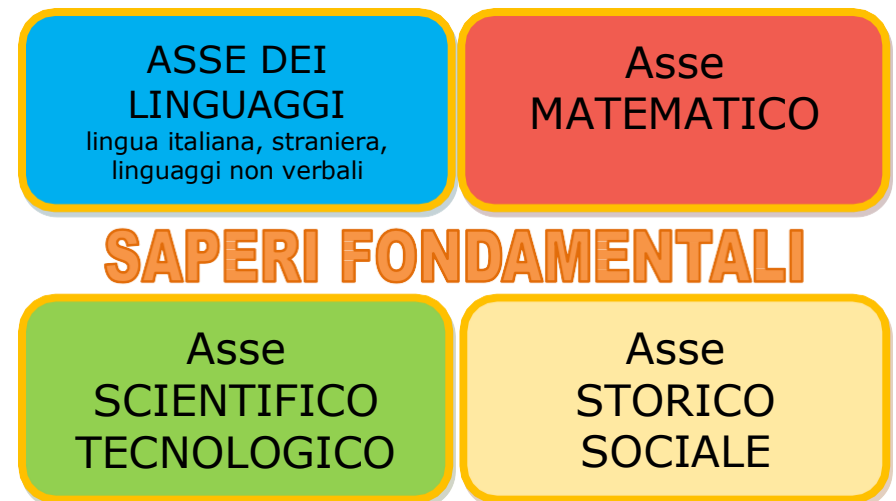 ASSE DEI
LINGUAGGI
lingua italiana, straniera,
linguaggi non verbali
Asse
MATEMATICO
SAPERI FONDAMENTALI
Asse
SCIENTIFICO
TECNOLOGICO
Asse
STORICO
SOCIALE